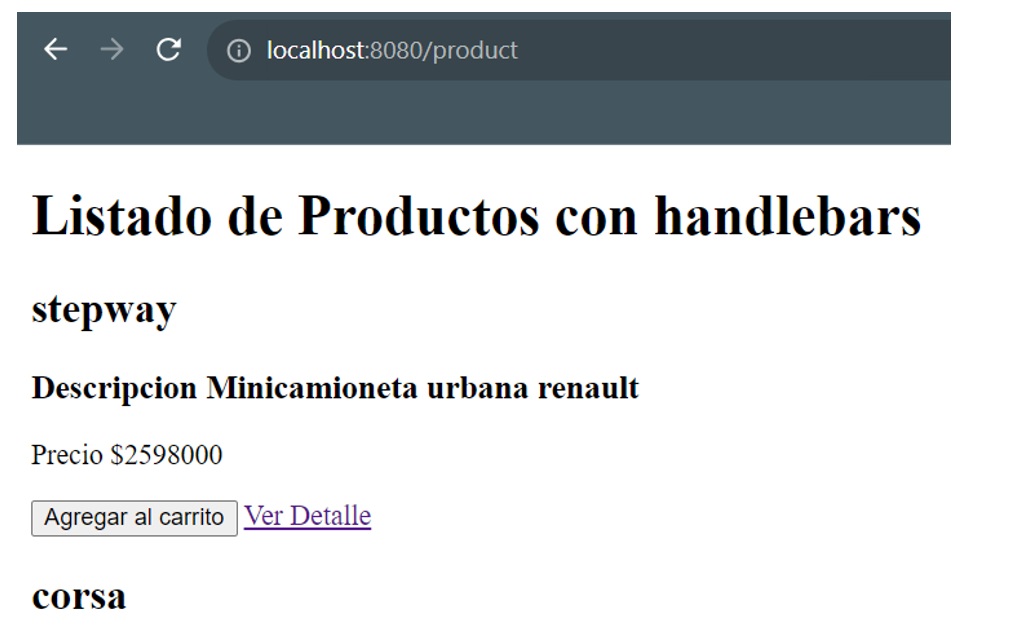 localhost:8080/product
Listado de Productos con handlebars
stepway
Descripcion Minicamioneta urbana renault
Precio $2598000
Agregar al carrito Ver Detalle
corsa